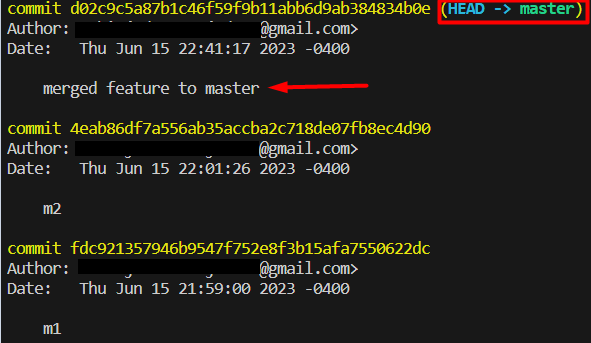 commit d02c9c5a87b1c46f59f9b11abb6d9ab384834b0e (HEAD -> master)
Author: @gmail.com>
Date:   Thu Jun 15 22:41:17 2023 -0400
merged feature to master
commit 4eab86df7a556ab35accba2c718de07fb8ec4d90
Author: @gmail.com>
Date:   Thu Jun 15 22:01:26 2023 -0400
m2
commit fdc921357946b9547f752e8f3b15afa7550622dc
Author: @gmail.com>
Date:   Thu Jun 15 21:59:00 2023 -0400
m1